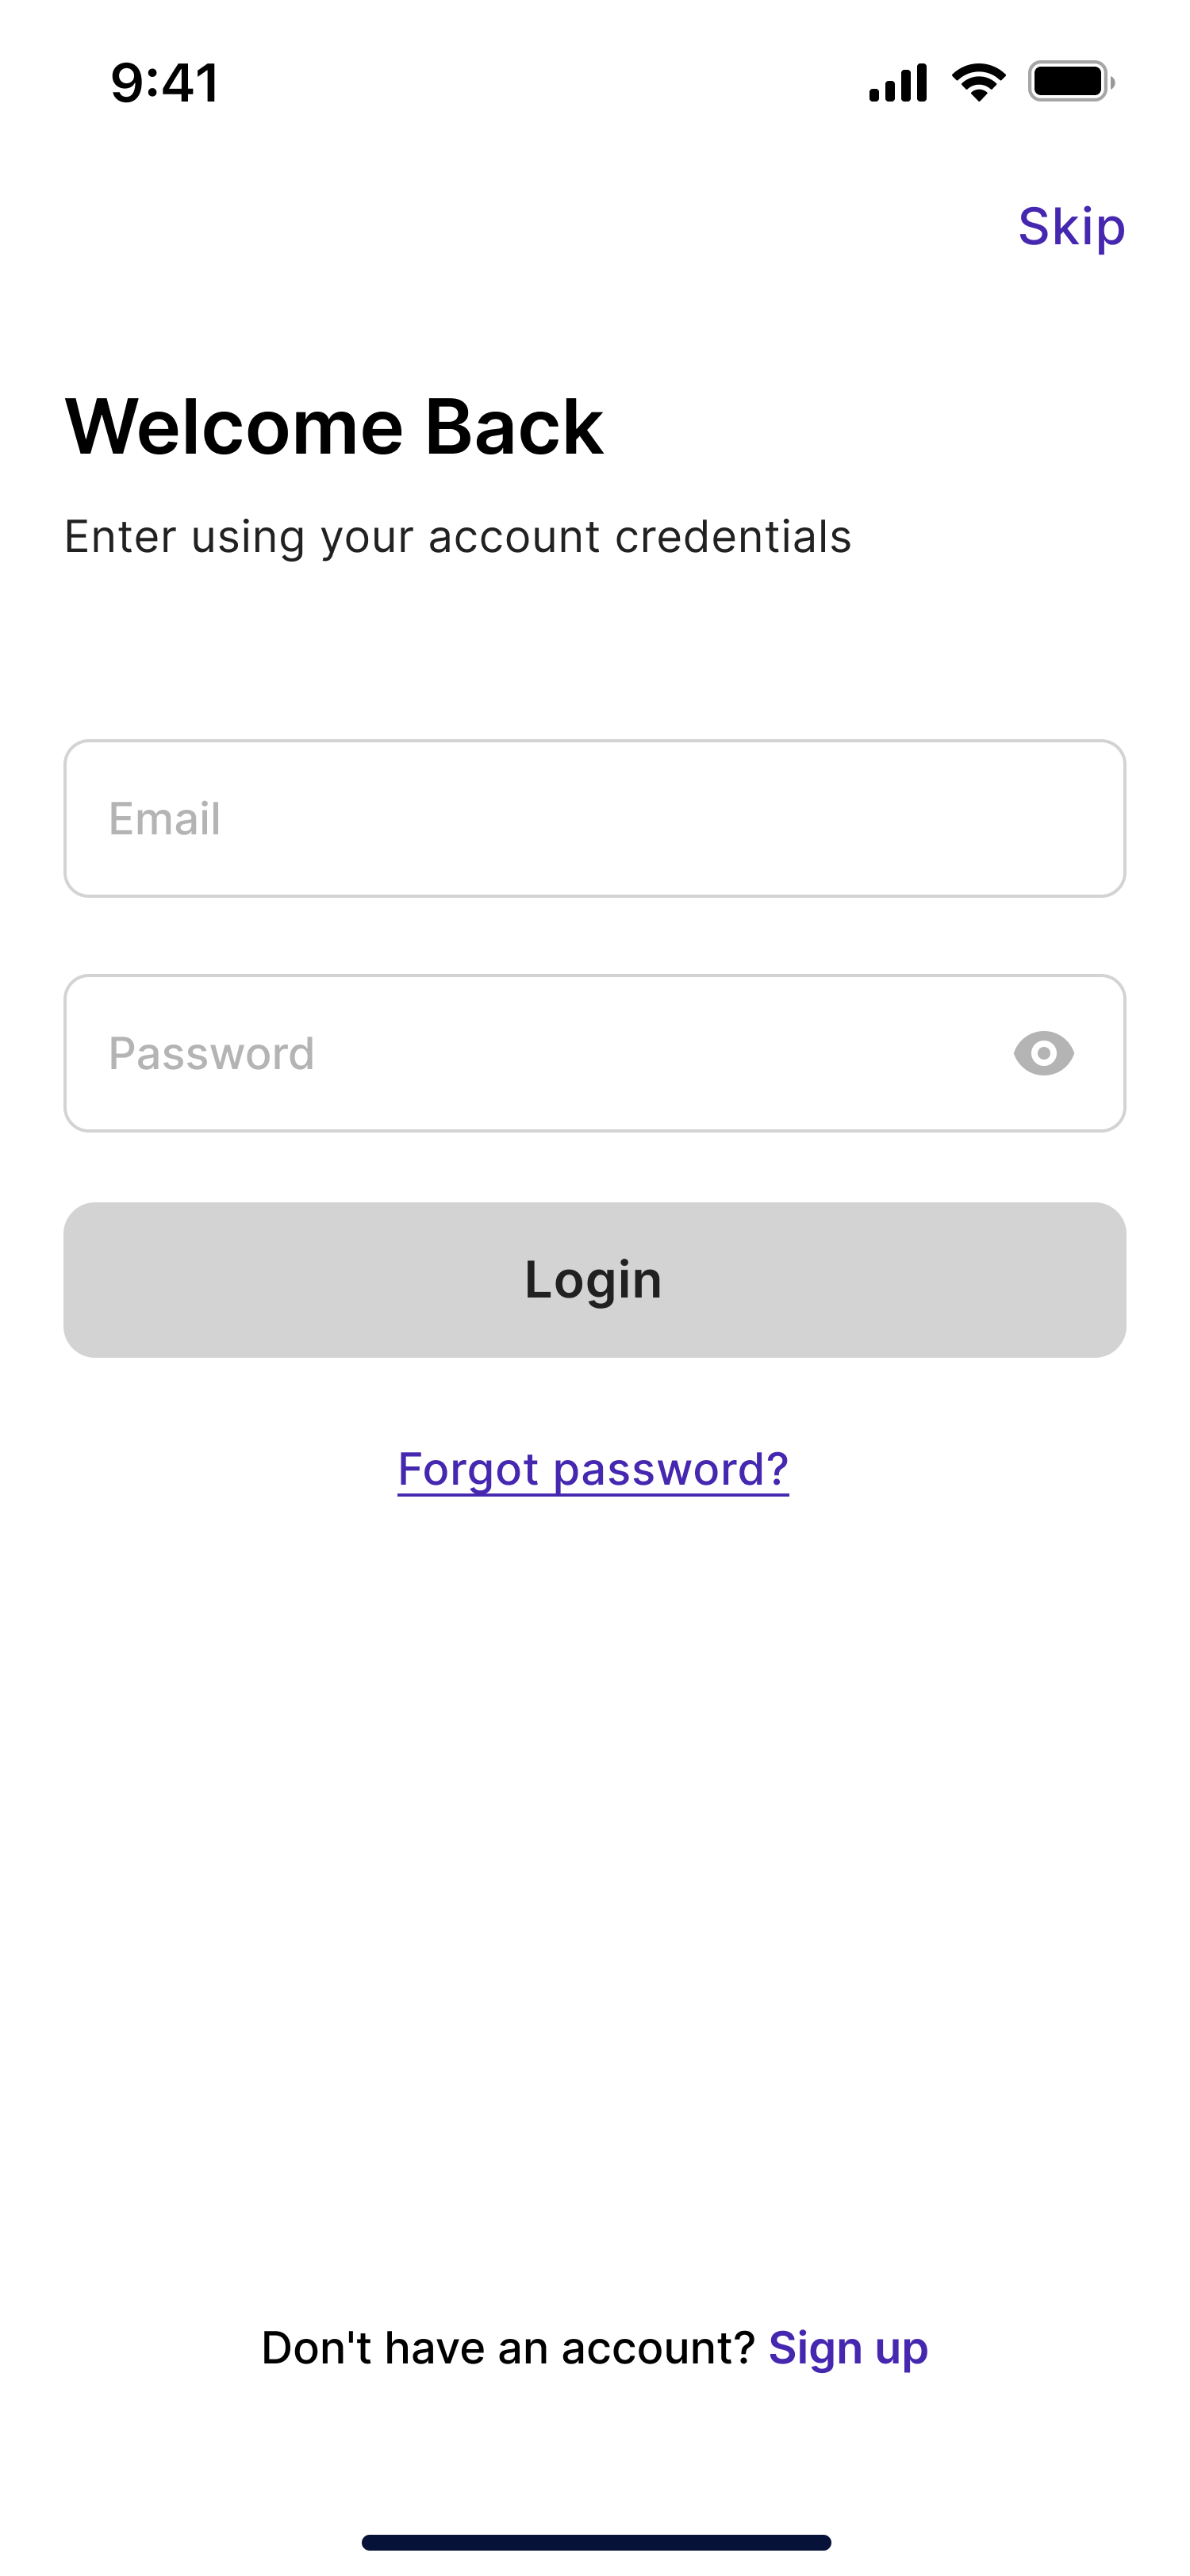 9:41
Skip
Welcome Back
Enter using your account credentials
Email
Password
Login
Forgot password?
Don't have an account? Sign up